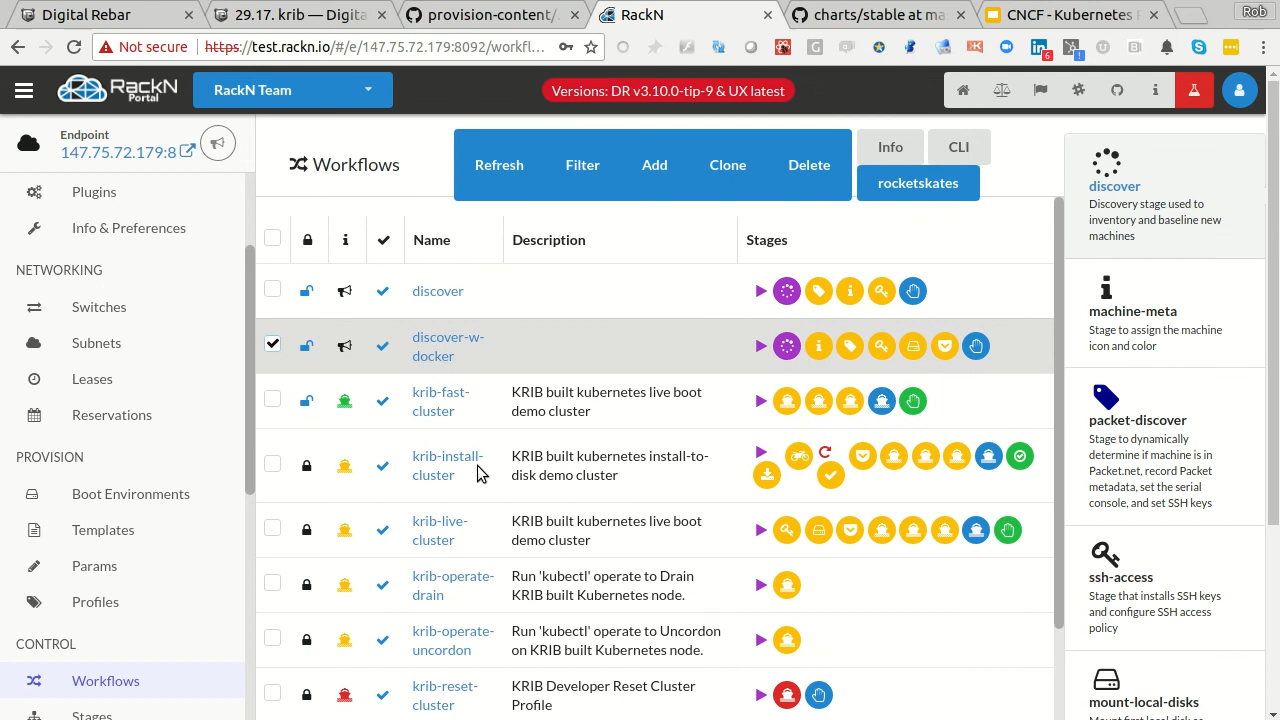 Digital Rebar
29.17. krib — Digita
provision-content/.
RackN
charts/stable at ma
CNCF - Kubernetes
Rob
Not secure
https://test.rackn.io/#/e/147.75.72.179:8092/workfl...
6
!
RackN
Portal
RackN Team
Versions: DR v3.10.0-tip-9 & UX latest
Endpoint
147.75.72.179:8
Plugins
Info & Preferences
NETWORKING
Switches
Subnets
Leases
Reservations
PROVISION
Boot Environments
Templates
Params
Profiles
CONTROL
Workflows
Stages
Workflows
Refresh
Filter
Add
Clone
Delete
Info
CLI
rocketskates
Name
Description
Stages
discover
discover-w-
docker
krib-fast-
cluster
KRIB built kubernetes live boot
demo cluster
krib-install-
cluster
KRIB built kubernetes install-to-
disk demo cluster
krib-live-
cluster
KRIB built kubernetes live boot
demo cluster
krib-operate-
drain
Run 'kubectl' operate to Drain
KRIB built Kubernetes node.
krib-operate-
uncordon
Run 'kubectl' operate to Uncordon
on KRIB built Kubernetes node.
krib-reset-
cluster
KRIB Developer Reset Cluster
Profile
discover
Discovery stage used to
inventory and baseline new
machines
machine-meta
Stage to assign the machine
icon and color
packet-discover
Stage to dynamically
determine if machine is in
Packet.net, record Packet
metadata, set the serial
console, and set SSH keys
ssh-access
Stage that installs SSH keys
and configure SSH access
policy
mount-local-disks
Mount first local disk as